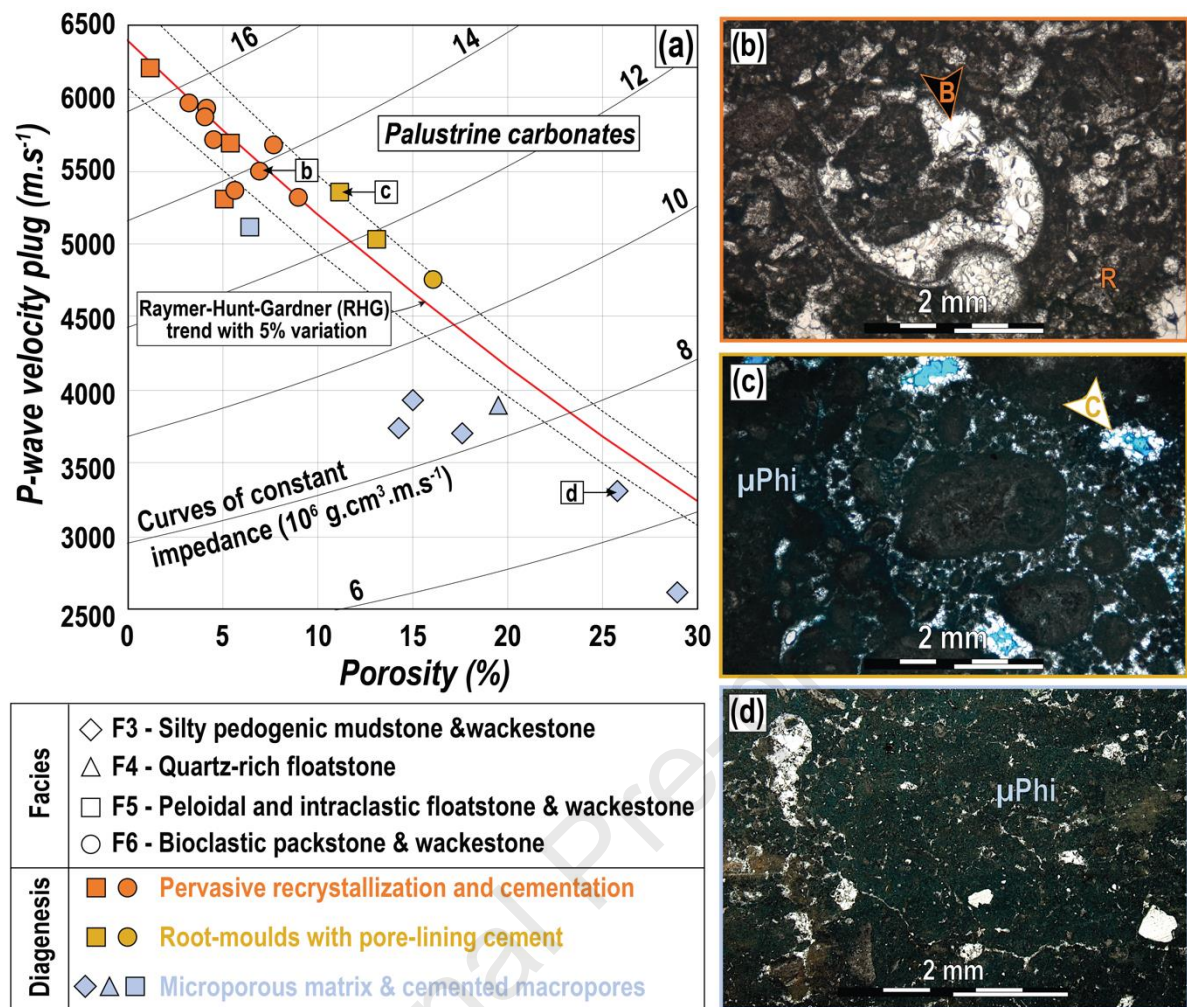 6500
6000
5500
5000
4500
4000
3500
3000
2500
P-wave velocity plug (m.s-1)
0
5
10
15
20
25
30
Porosity (%)
(a)
16
14
12
10
8
6
Palustrine carbonates
b
c
d
Raymer-Hunt-Gardner (RHG)
trend with 5% variation
Curves of constant
impedance (10⁶ g.cm³.m.s⁻¹)
(b)
B
R
2 mm
(c)
C
µPhi
2 mm
(d)
µPhi
2 mm
Facies
F3 - Silty pedogenic mudstone &wackestone
F4 - Quartz-rich floatstone
F5 - Peloidal and intraclastic floatstone & wackestone
F6 - Bioclastic packstone & wackestone
Diagenesis
Pervasive recrystallization and cementation
Root-moulds with pore-lining cement
Microporous matrix & cemented macropores